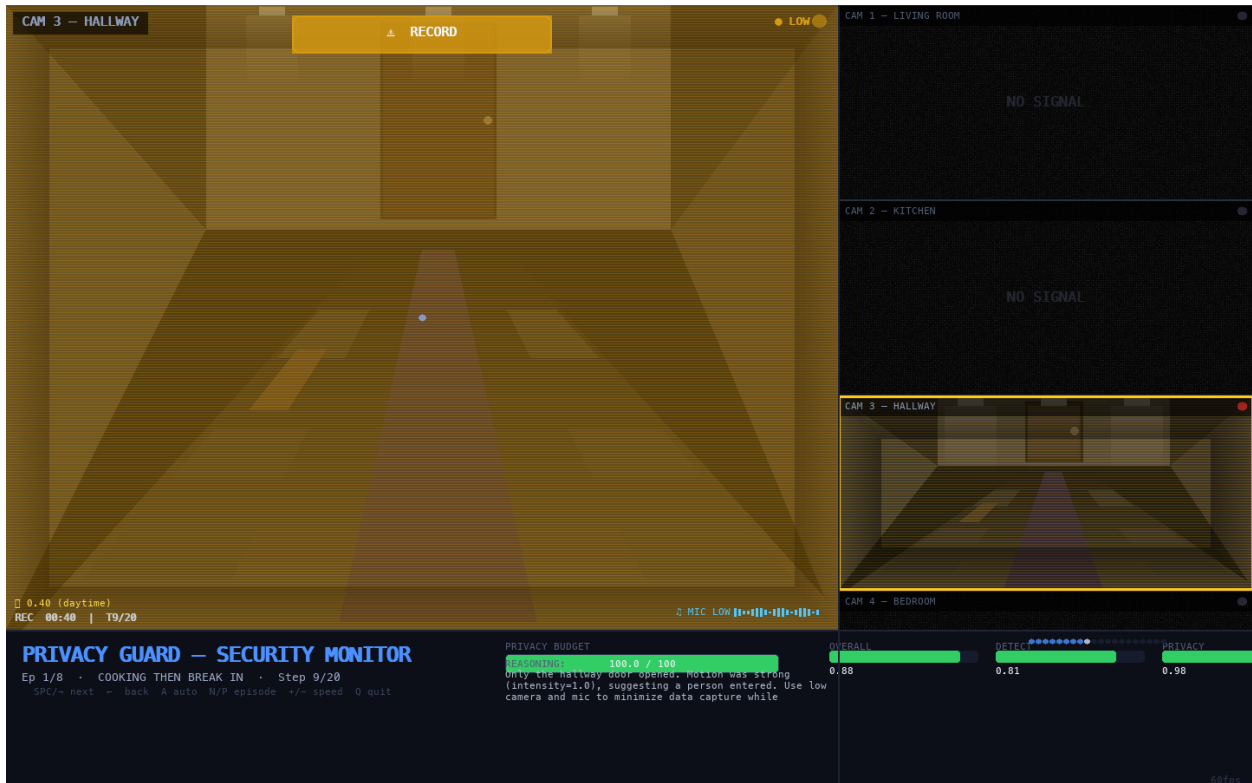 CAM 3 — HALLWAY
⚠ RECORD
● LOW
0.40 (daytime)
REC 00:40 | T9/20
♫ MIC LOW
CAM 1 — LIVING ROOM
NO SIGNAL
CAM 2 — KITCHEN
NO SIGNAL
CAM 3 — HALLWAY
CAM 4 — BEDROOM
PRIVACY GUARD — SECURITY MONITOR
Ep 1/8 · COOKING THEN BREAK IN · Step 9/20
SPC/→ next ← back A auto N/P episode +/− speed Q quit
PRIVACY BUDGET
100.0 / 100
REASONING:
Only the hallway door opened. Motion was strong
(intensity=1.0), suggesting a person entered. Use low
camera and mic to minimize data capture while
OVERALL
0.88
DETECT
0.81
PRIVACY
0.98
60fps